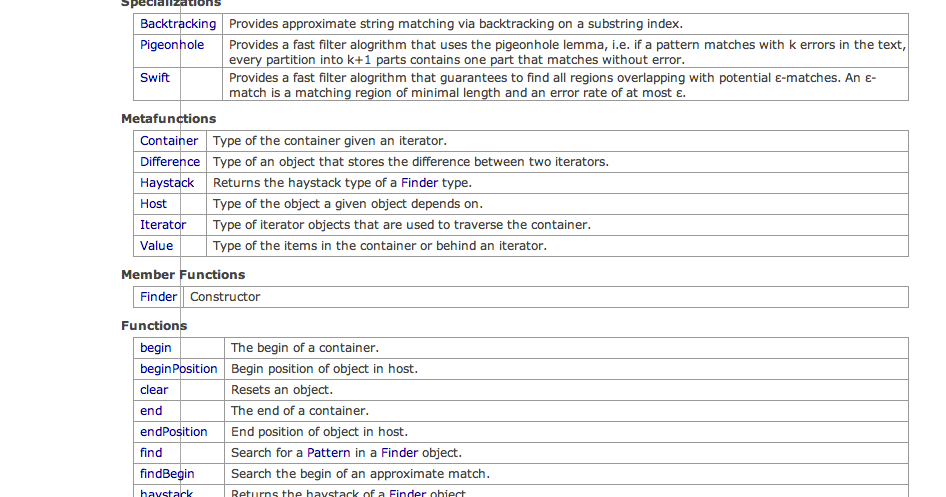 Specializations
Backtracking Provides approximate string matching via backtracking on a substring index.
Pigeonhole Provides a fast filter alogrithm that uses the pigeonhole lemma, i.e. if a pattern matches with k errors in the text,
every partition into k+1 parts contains one part that matches without error.
Swift Provides a fast filter alogrithm that guarantees to find all regions overlapping with potential ε-matches. An ε-
match is a matching region of minimal length and an error rate of at most ε.
Metafunctions
Container Type of the container given an iterator.
Difference Type of an object that stores the difference between two iterators.
Haystack Returns the haystack type of a Finder type.
Host Type of the object a given object depends on.
Iterator Type of iterator objects that are used to traverse the container.
Value Type of the items in the container or behind an iterator.
Member Functions
Finder Constructor
Functions
begin The begin of a container.
beginPosition Begin position of object in host.
clear Resets an object.
end The end of a container.
endPosition End position of object in host.
find Search for a Pattern in a Finder object.
findBegin Search the begin of an approximate match.
haystack Returns the haystack of a Finder object.